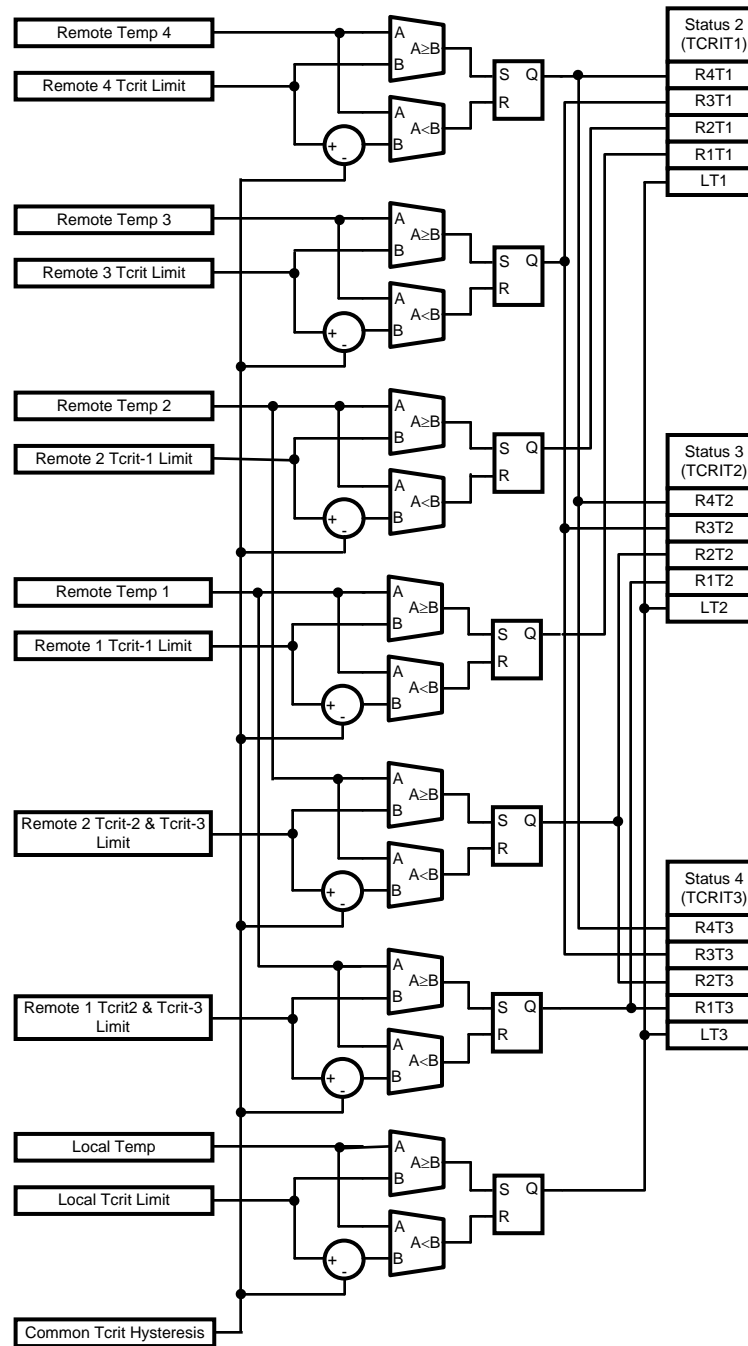 Remote Temp 4
Remote 4 Tcrit Limit
A
B
A≥B
A
B
A<B
+
-
S Q
R
Status 2
(TCRIT1)
R4T1
R3T1
R2T1
R1T1
LT1
Remote Temp 3
Remote 3 Tcrit Limit
A
B
A≥B
A
B
A<B
+
-
S Q
R
Remote Temp 2
Remote 2 Tcrit-1 Limit
A
B
A≥B
A
B
A<B
+
-
S Q
R
Status 3
(TCRIT2)
R4T2
R3T2
R2T2
R1T2
LT2
Remote Temp 1
Remote 1 Tcrit-1 Limit
A
B
A≥B
A
B
A<B
+
-
S Q
R
Remote 2 Tcrit-2 & Tcrit-3
Limit
A
B
A≥B
A
B
A<B
+
-
S Q
R
Status 4
(TCRIT3)
R4T3
R3T3
R2T3
R1T3
LT3
Remote 1 Tcrit2 & Tcrit-3
Limit
A
B
A≥B
A
B
A<B
+
-
S Q
R
Local Temp
Local Tcrit Limit
A
B
A≥B
A
B
A<B
+
-
S Q
R
Common Tcrit Hysteresis